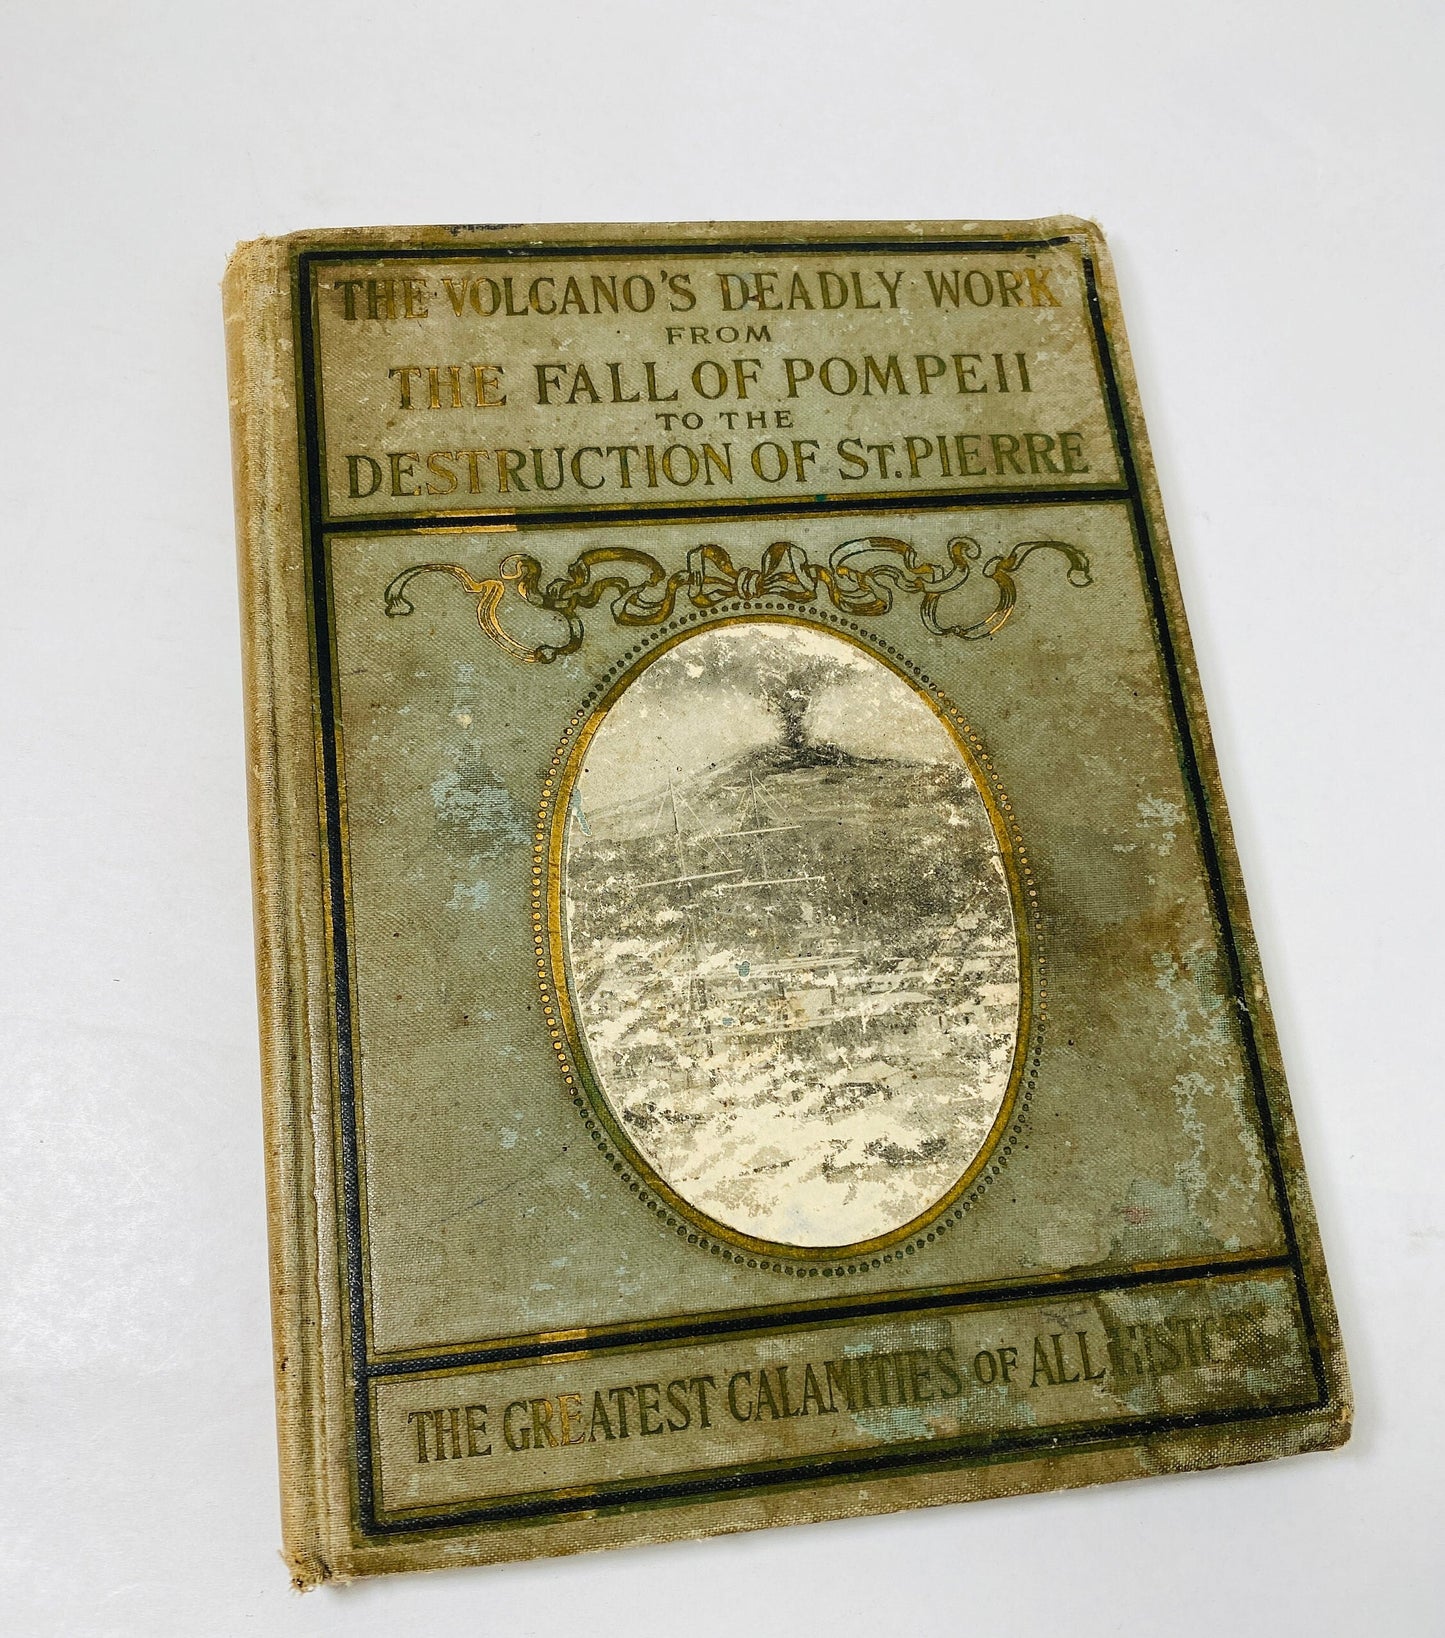 THE VOLCANO'S DEADLY WORK
FROM
THE FALL OF POMPEII
TO THE
DESTRUCTION OF ST. PIERRE
THE GREATEST CALAMITIES OF ALL HISTORY